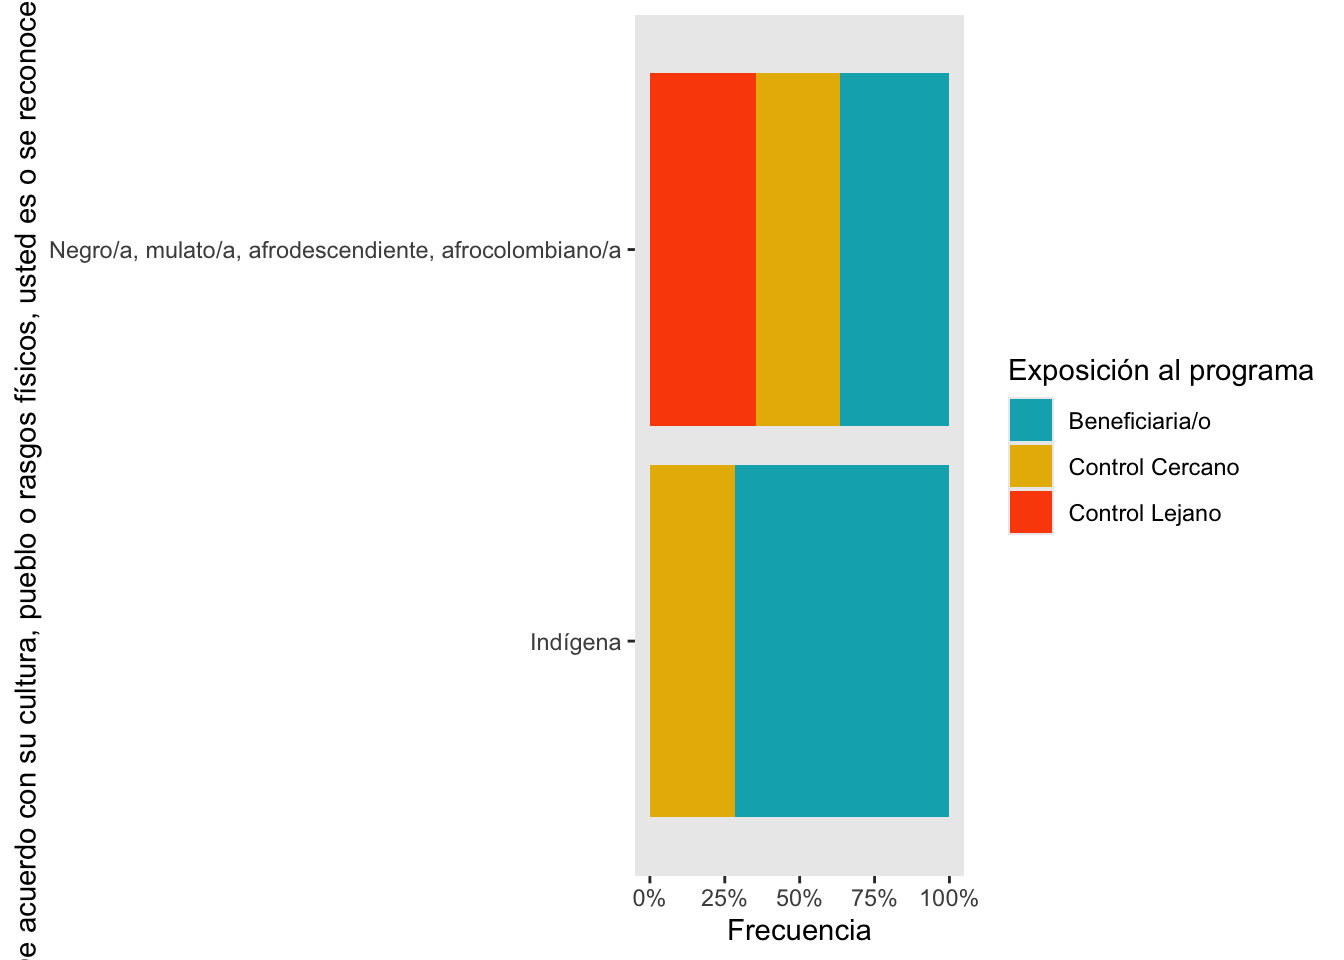 acuerdo con su cultura, pueblo o rasgos físicos, usted es o se reconoce
Negro/a, mulato/a, afrodescendiente, afrocolombiano/a
Indígena
0% 25% 50% 75% 100%
Frecuencia
Exposición al programa
Beneficiaria/o
Control Cercano
Control Lejano